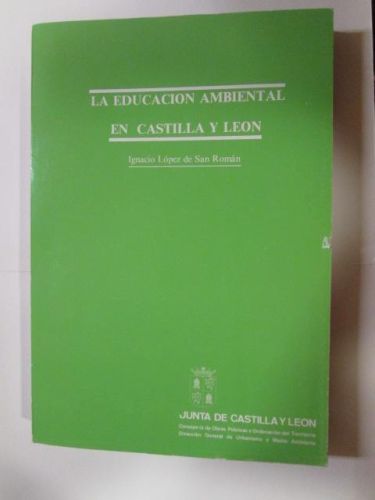 LA EDUCACION AMBIENTAL
EN CASTILLA Y LEON
Ignacio López de San Román
JUNTA DE CASTILLA Y LEON
Consejería de Obras Públicas y Ordenación del Territorio
Dirección General de Urbanismo y Medio Ambiente